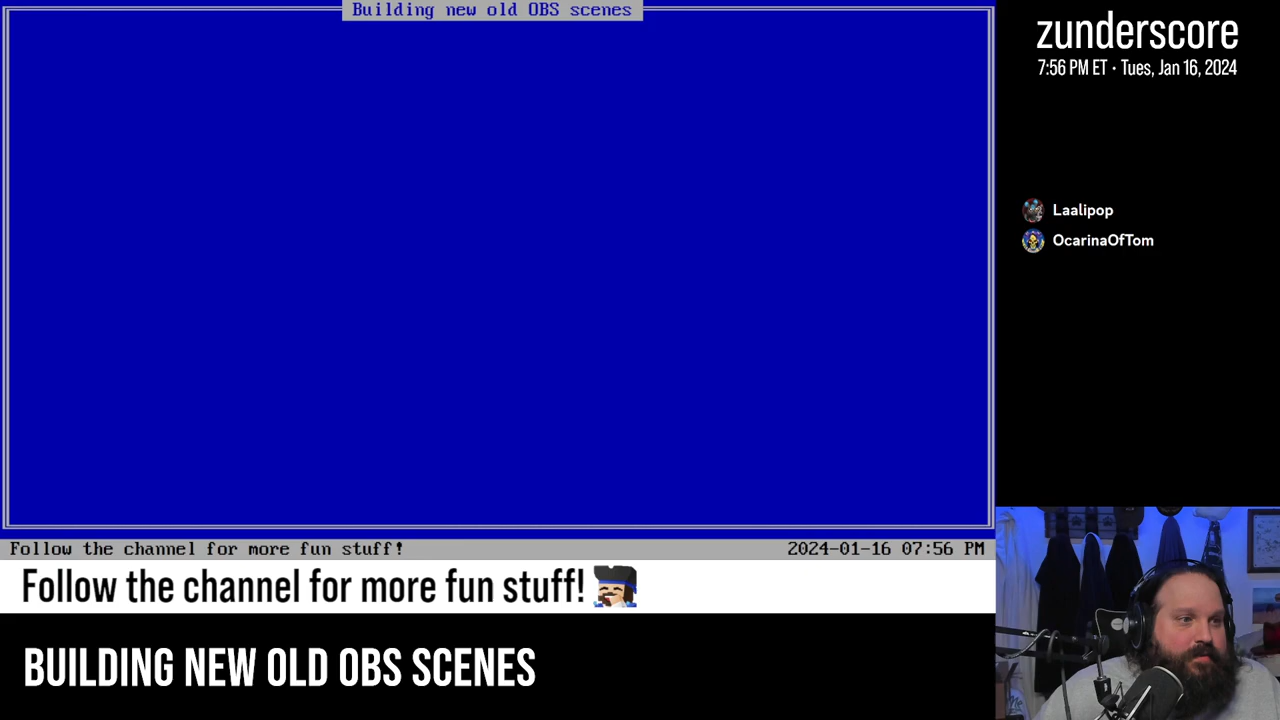 Building new old OBS scenes
zunderscore
7:56 PM ET · Tues, Jan 16, 2024
Laalipop
OcarinaOfTom
Follow the channel for more fun stuff!
2024-01-16 07:56 PM
Follow the channel for more fun stuff!
BUILDING NEW OLD OBS SCENES